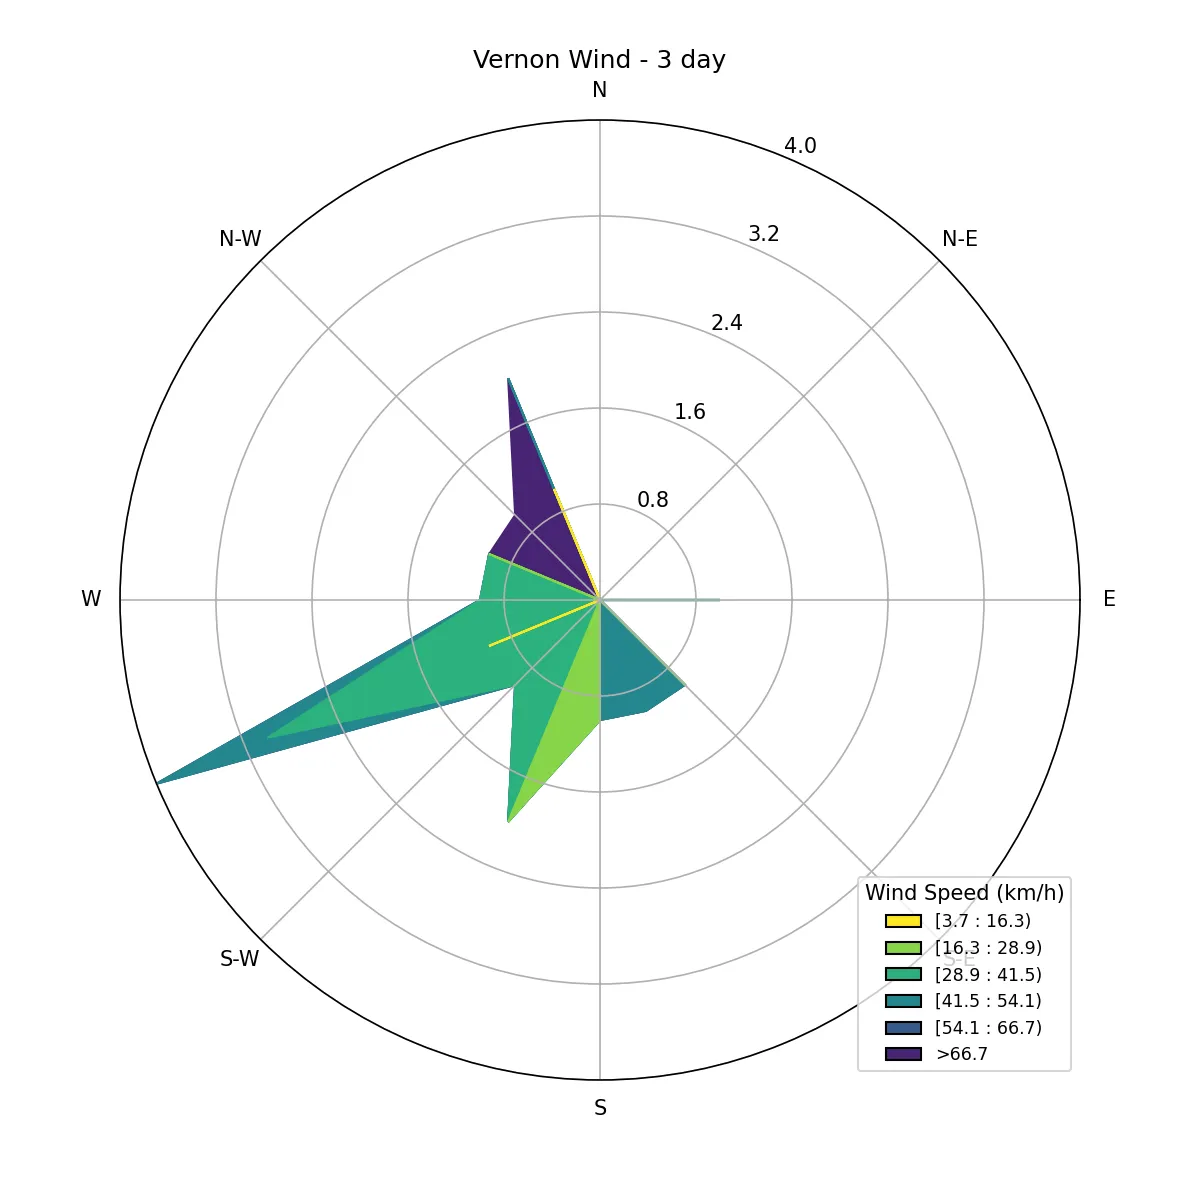 Vernon Wind - 3 day
N
4.0
N-W
3.2
N-E
2.4
1.6
0.8
W
E
S-W
S-E
S
Wind Speed (km/h)
[3.7 : 16.3)
[16.3 : 28.9)
[28.9 : 41.5)
[41.5 : 54.1)
[54.1 : 66.7)
>66.7